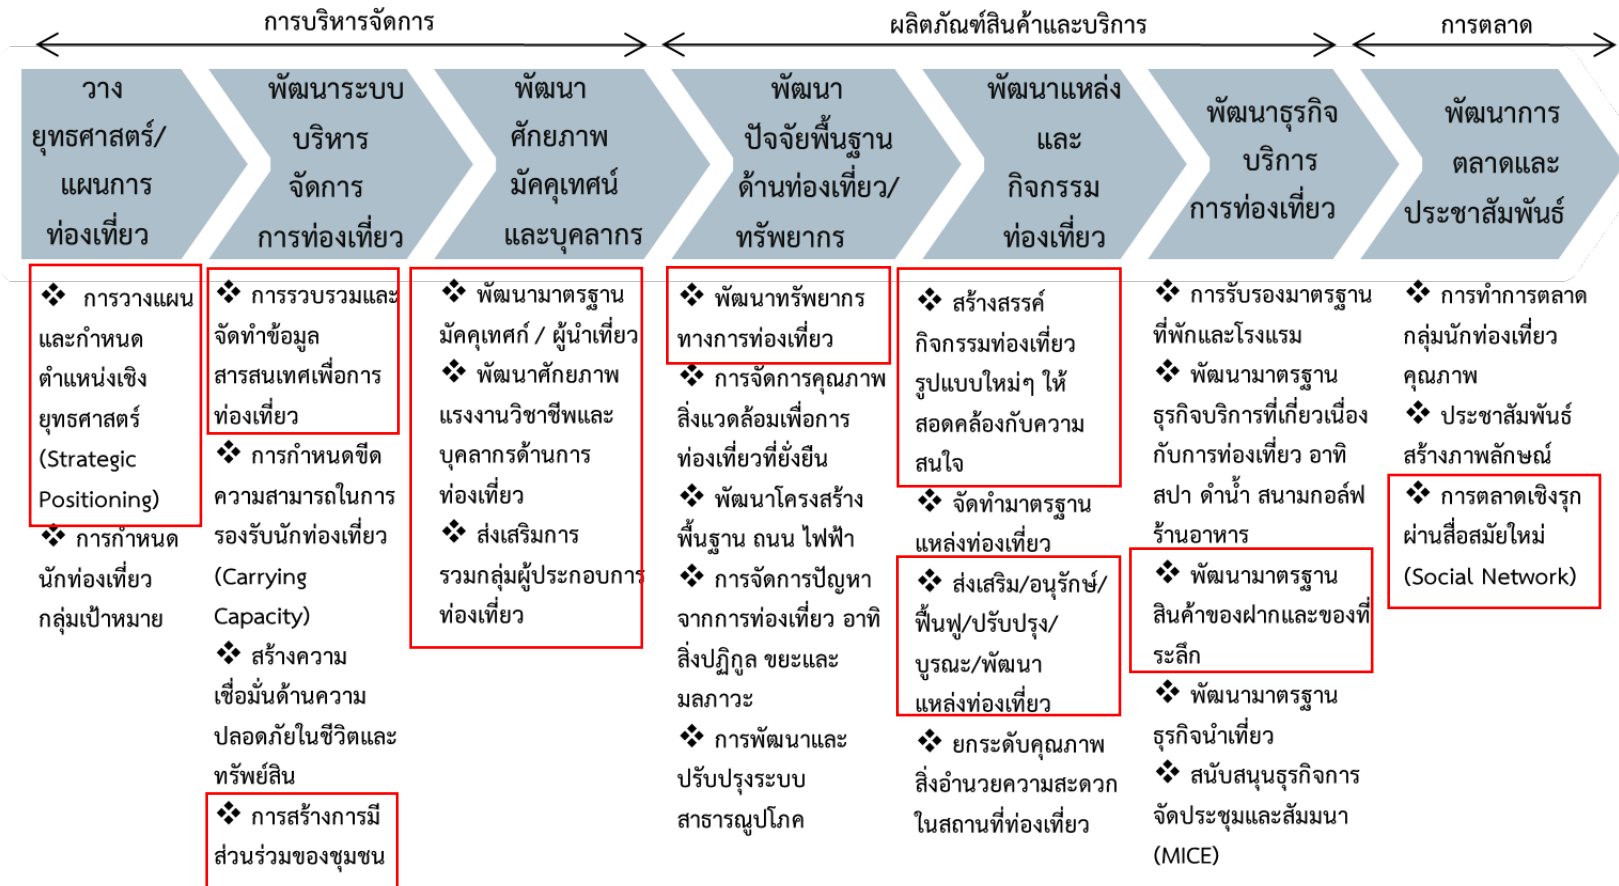 การบริหารจัดการ
ผลิตภัณฑ์สินค้าและบริการ
การตลาด
วาง
ยุทธศาสตร์/
แผนการ
ท่องเที่ยว
พัฒนาระบบ
บริหาร
จัดการ
การท่องเที่ยว
พัฒนา
ศักยภาพ
มัคคุเทศน์
และบุคลากร
พัฒนา
ปัจจัยพื้นฐาน
ด้านท่องเที่ยว/
ทรัพยากร
พัฒนาแหล่ง
และ
กิจกรรม
ท่องเที่ยว
พัฒนาธุรกิจ
บริการ
การท่องเที่ยว
พัฒนาการ
ตลาดและ
ประชาสัมพันธ์
❖ การวางแผน
และกำหนด
ตำแหน่งเชิง
ยุทธศาสตร์
(Strategic
Positioning)
❖ การกำหนด
นักท่องเที่ยว
กลุ่มเป้าหมาย
❖ การรวบรวมและ
จัดทำข้อมูล
สารสนเทศเพื่อการ
ท่องเที่ยว
❖ การกำหนดขีด
ความสามารถในการ
รองรับนักท่องเที่ยว
(Carrying
Capacity)
❖ สร้างความ
เชื่อมั่นด้านความ
ปลอดภัยในชีวิตและ
ทรัพย์สิน
❖ การสร้างการมี
ส่วนร่วมของชุมชน
❖ พัฒนามาตรฐาน
มัคคุเทศก์ / ผู้นำเที่ยว
❖ พัฒนาศักยภาพ
แรงงานวิชาชีพและ
บุคลากรด้านการ
ท่องเที่ยว
❖ ส่งเสริมการ
รวมกลุ่มผู้ประกอบการ
ท่องเที่ยว
❖ พัฒนาทรัพยากร
ทางการท่องเที่ยว
❖ การจัดการคุณภาพ
สิ่งแวดล้อมเพื่อการ
ท่องเที่ยวที่ยั่งยืน
❖ พัฒนาโครงสร้าง
พื้นฐาน ถนน ไฟฟ้า
❖ การจัดการปัญหา
จากการท่องเที่ยว อาทิ
สิ่งปฏิกูล ขยะและ
มลภาวะ
❖ การพัฒนาและ
ปรับปรุงระบบ
สาธารณูปโภค
❖ สร้างสรรค์
กิจกรรมท่องเที่ยว
รูปแบบใหม่ๆ ให้
สอดคล้องกับความ
สนใจ
❖ จัดทำมาตรฐาน
แหล่งท่องเที่ยว
❖ ส่งเสริม/อนุรักษ์/
ฟื้นฟู/ปรับปรุง/
บูรณะ/พัฒนา
แหล่งท่องเที่ยว
❖ ยกระดับคุณภาพ
สิ่งอำนวยความสะดวก
ในสถานที่ท่องเที่ยว
❖ การรับรองมาตรฐาน
ที่พักและโรงแรม
❖ พัฒนามาตรฐาน
ธุรกิจบริการที่เกี่ยวเนื่อง
กับการท่องเที่ยว อาทิ
สปา ดำน้ำ สนามกอล์ฟ
ร้านอาหาร
❖ พัฒนามาตรฐาน
สินค้าของฝากและของที่
ระลึก
❖ พัฒนามาตรฐาน
ธุรกิจนำเที่ยว
❖ สนับสนุนธุรกิจการ
จัดประชุมและสัมมนา
(MICE)
❖ การทำการตลาด
กลุ่มนักท่องเที่ยว
คุณภาพ
❖ ประชาสัมพันธ์
สร้างภาพลักษณ์
❖ การตลาดเชิงรุก
ผ่านสื่อสมัยใหม่
(Social Network)